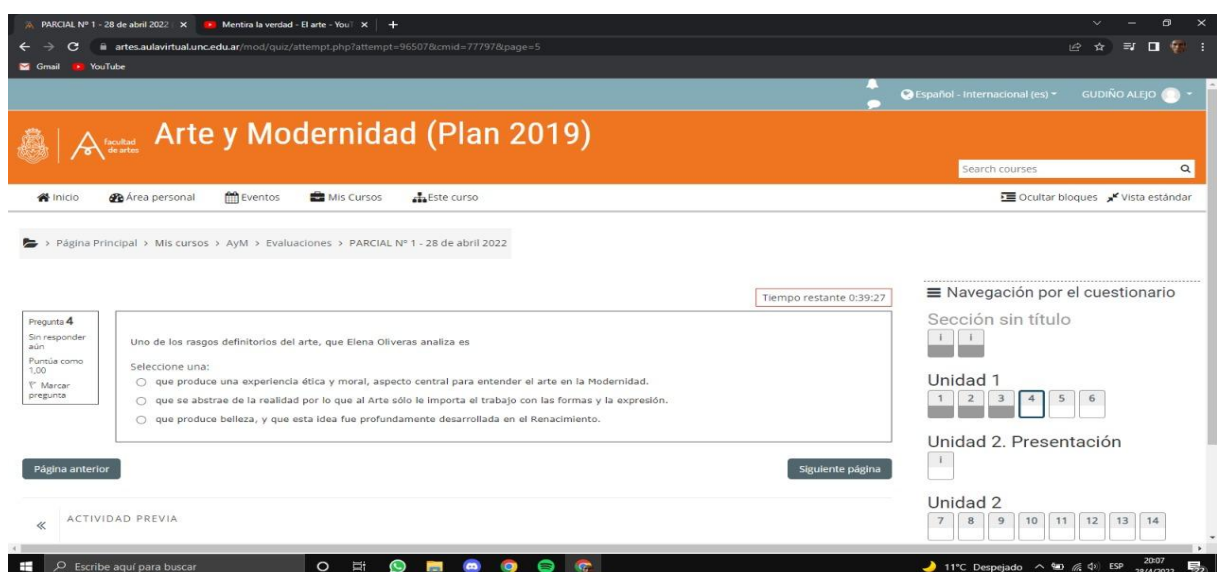 PARCIAL Nº 1 - 28 de abril 2022
Mentira la verdad - El arte - YouT
artes.aulavirtual.unc.edu.ar/mod/quiz/attempt.php?attempt=96507&cmid=77797&page=5
Gmail
YouTube
Español - Internacional (es)
GUDIÑO ALEJO
facultad
de artes
Arte y Modernidad (Plan 2019)
Search courses
Inicio
Área personal
Eventos
Mis Cursos
Este curso
Ocultar bloques
Vista estándar
> Página Principal > Mis cursos > AyM > Evaluaciones > PARCIAL Nº 1 - 28 de abril 2022
Tiempo restante 0:39:27
Pregunta 4
Sin responder
aún
Puntúa como
1,00
Marcar
pregunta
Uno de los rasgos definitorios del arte, que Elena Oliveras analiza es
Seleccione una:
que produce una experiencia ética y moral, aspecto central para entender el arte en la Modernidad.
que se abstrae de la realidad por lo que al Arte sólo le importa el trabajo con las formas y la expresión.
que produce belleza, y que esta idea fue profundamente desarrollada en el Renacimiento.
Página anterior
Siguiente página
ACTIVIDAD PREVIA
Navegación por el cuestionario
Sección sin título
i i
Unidad 1
1 2 3 4 5 6
Unidad 2. Presentación
i
Unidad 2
7 8 9 10 11 12 13 14
Escribe aquí para buscar
11°C Despejado
ESP
20:07
28/4/2022